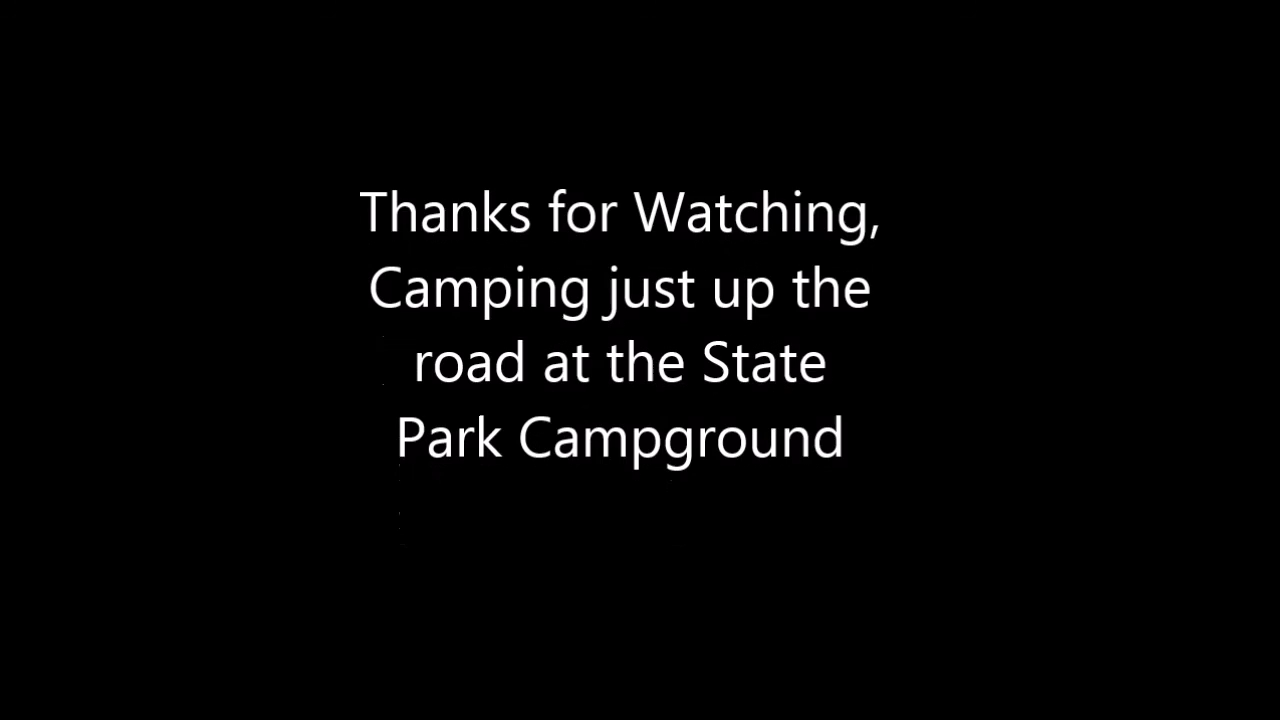 Thanks for Watching,
Camping just up the
road at the State
Park Campground